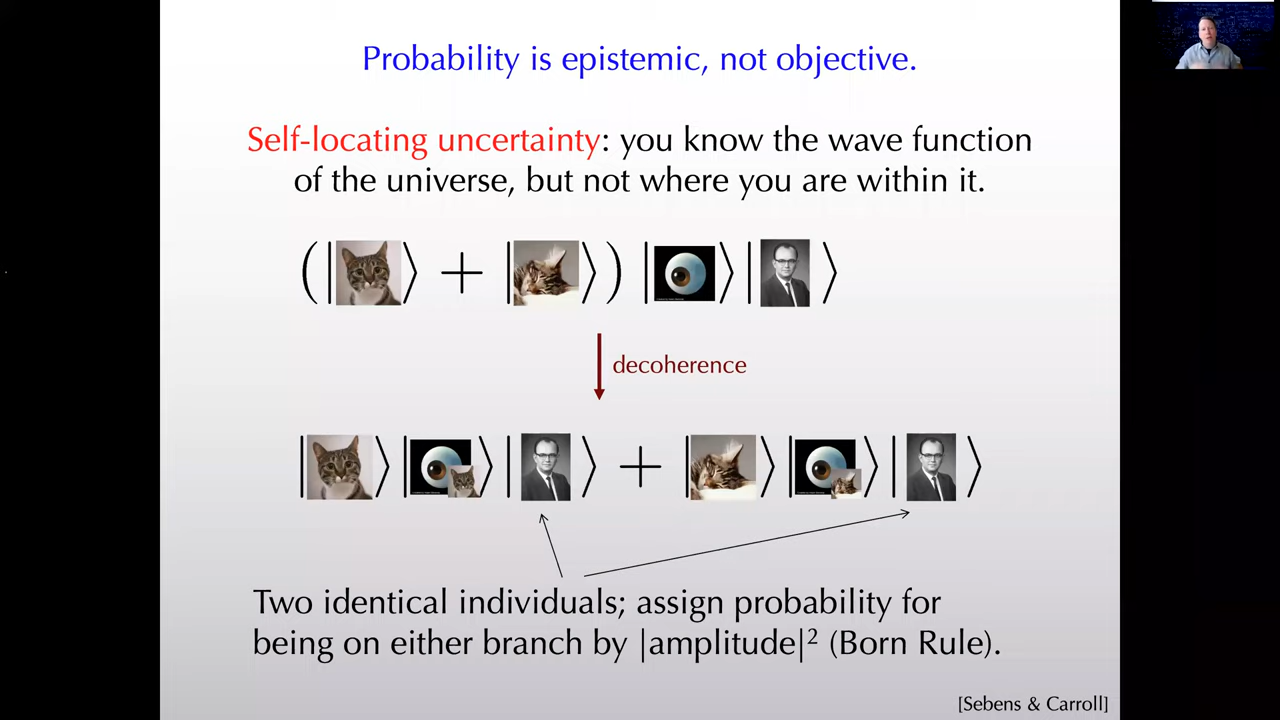 Probability is epistemic, not objective.
Self-locating uncertainty: you know the wave function
of the universe, but not where you are within it.
(| ⟩ + | ⟩) | ⟩| ⟩
decoherence
| ⟩| ⟩| ⟩ + | ⟩| ⟩| ⟩
Two identical individuals; assign probability for
being on either branch by |amplitude|² (Born Rule).
[Sebens & Carroll]